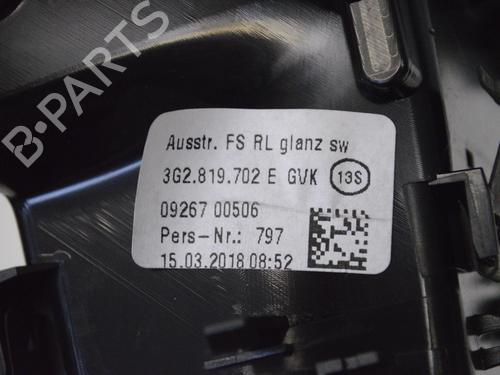 B-PARTS
Ausstr. FS RL glanz sw
3G2.819.702 E GVK 13S
09267 00506
Pers-Nr.: 797
15.03.2018 08:52